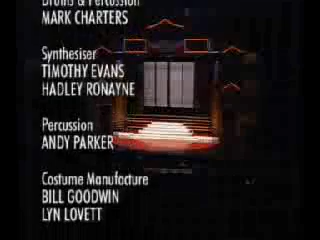 Drums & Percussion
MARK CHARTERS
Synthesiser
TIMOTHY EVANS
HADLEY RONAYNE
Percussion
ANDY PARKER
Costume Manufacture
BILL GOODWIN
LYN LOVETT